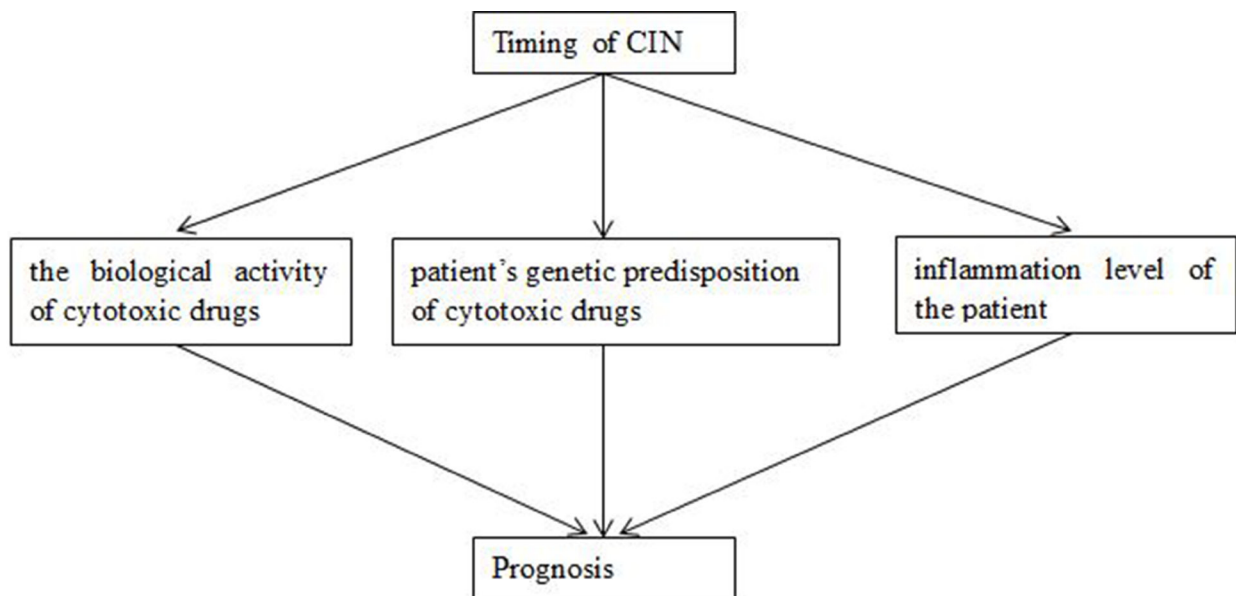 Timing of CIN
the biological activity
of cytotoxic drugs
patient's genetic predisposition
of cytotoxic drugs
inflammation level of
the patient
Prognosis